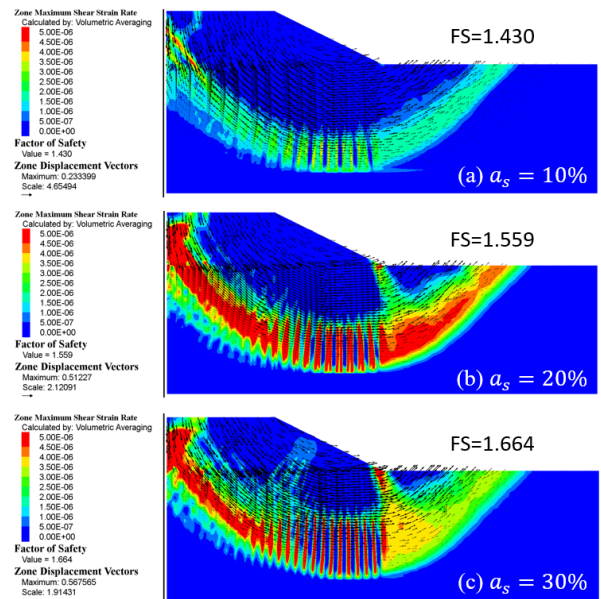 Zone Maximum Shear Strain Rate
Calculated by: Volumetric Averaging
5.00E-06
4.50E-06
4.00E-06
3.50E-06
3.00E-06
2.50E-06
2.00E-06
1.50E-06
1.00E-06
5.00E-07
0.00E+00
Factor of Safety
Value = 1.430
Zone Displacement Vectors
Maximum: 0.233399
Scale: 4.65494
FS=1.430
(a) aₛ = 10%
Zone Maximum Shear Strain Rate
Calculated by: Volumetric Averaging
5.00E-06
4.50E-06
4.00E-06
3.50E-06
3.00E-06
2.50E-06
2.00E-06
1.50E-06
1.00E-06
5.00E-07
0.00E+00
Factor of Safety
Value = 1.559
Zone Displacement Vectors
Maximum: 0.51227
Scale: 2.12091
FS=1.559
(b) aₛ = 20%
Zone Maximum Shear Strain Rate
Calculated by: Volumetric Averaging
5.00E-06
4.50E-06
4.00E-06
3.50E-06
3.00E-06
2.50E-06
2.00E-06
1.50E-06
1.00E-06
5.00E-07
0.00E+00
Factor of Safety
Value = 1.664
Zone Displacement Vectors
Maximum: 0.567565
Scale: 1.91431
FS=1.664
(c) aₛ = 30%